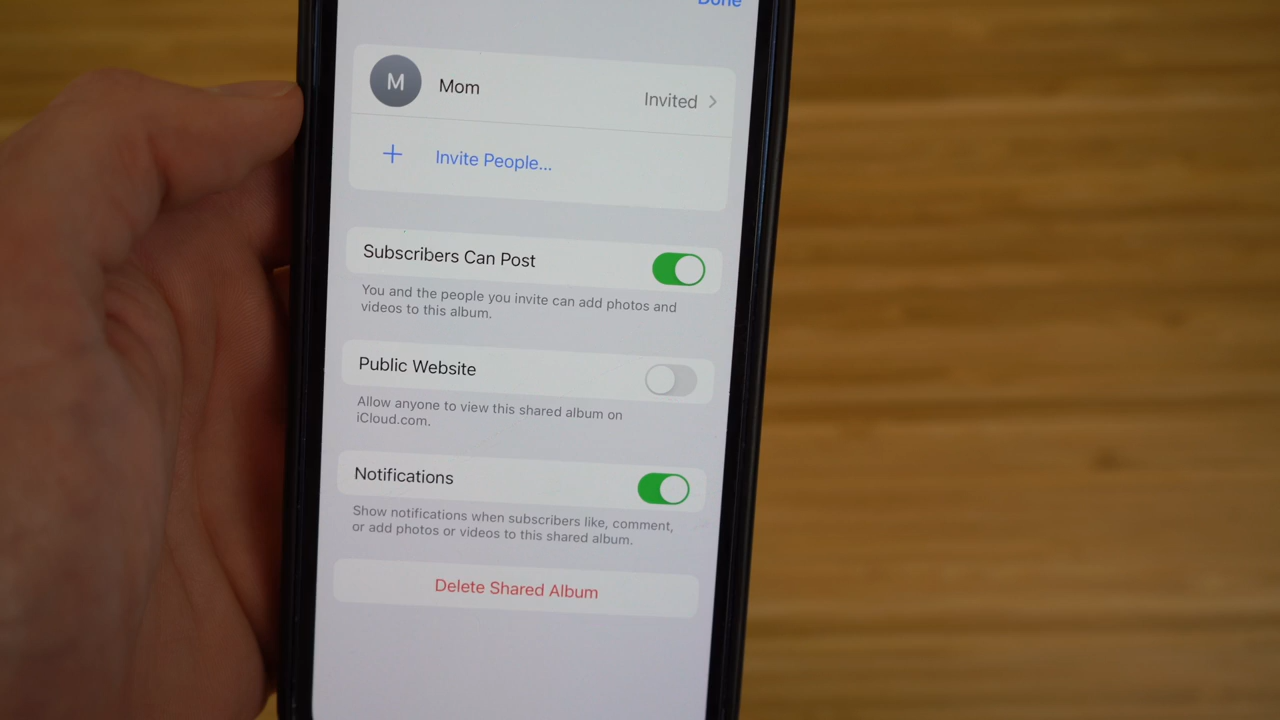 Done
M
Mom
Invited
Invite People...
Subscribers Can Post
You and the people you invite can add photos and
videos to this album.
Public Website
Allow anyone to view this shared album on
iCloud.com.
Notifications
Show notifications when subscribers like, comment,
or add photos or videos to this shared album.
Delete Shared Album